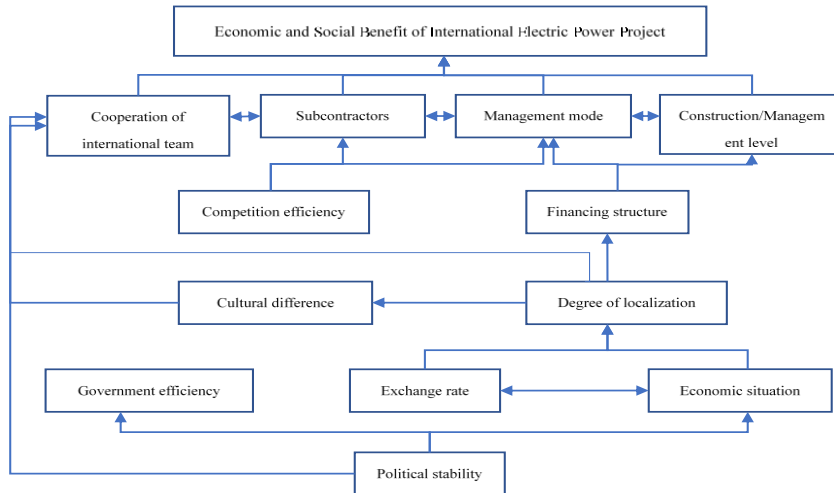 Economic and Social Benefit of International Electric Power Project
Cooperation of
international team
Subcontractors
Management mode
Construction/Managem
ent level
Competition efficiency
Financing structure
Cultural difference
Degree of localization
Government efficiency
Exchange rate
Economic situation
Political stability